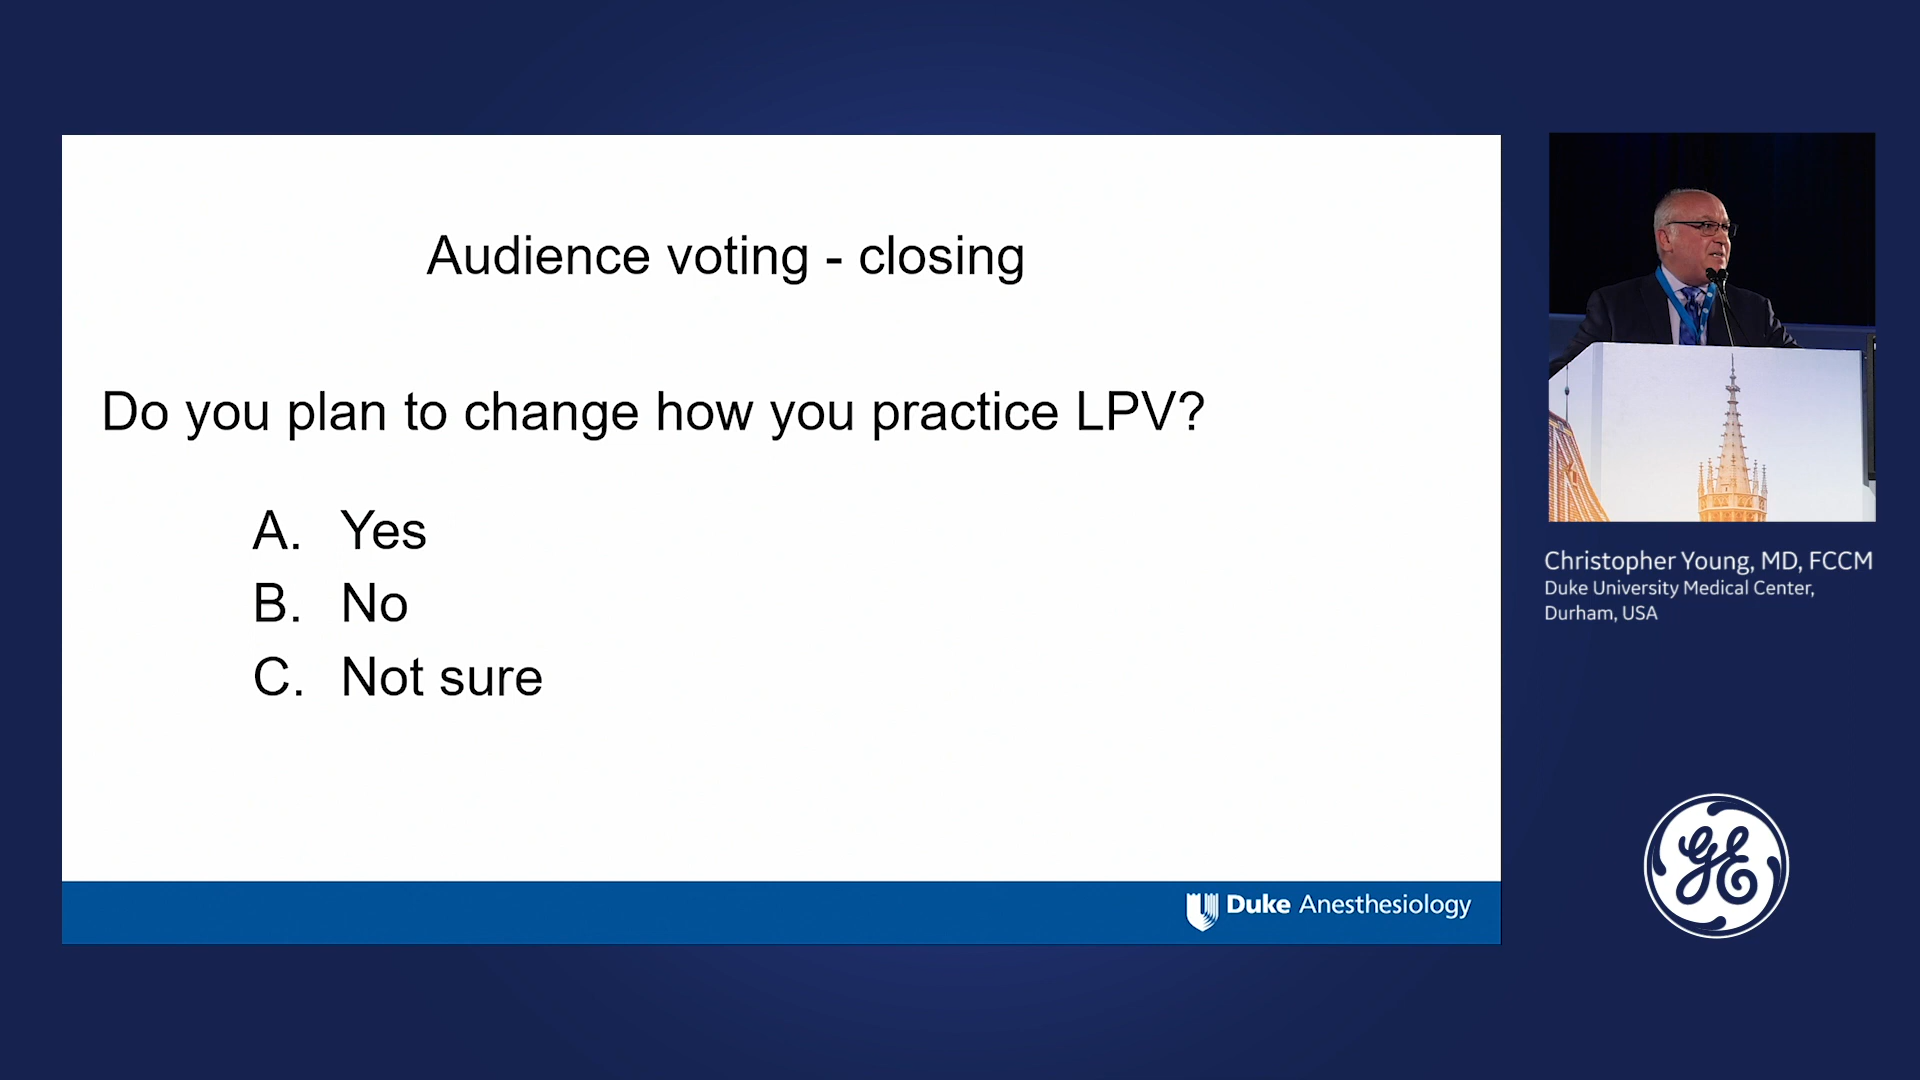 Audience voting - closing
Do you plan to change how you practice LPV?
A. Yes
B. No
C. Not sure
Duke Anesthesiology
Christopher Young, MD, FCCM
Duke University Medical Center,
Durham, USA
GE